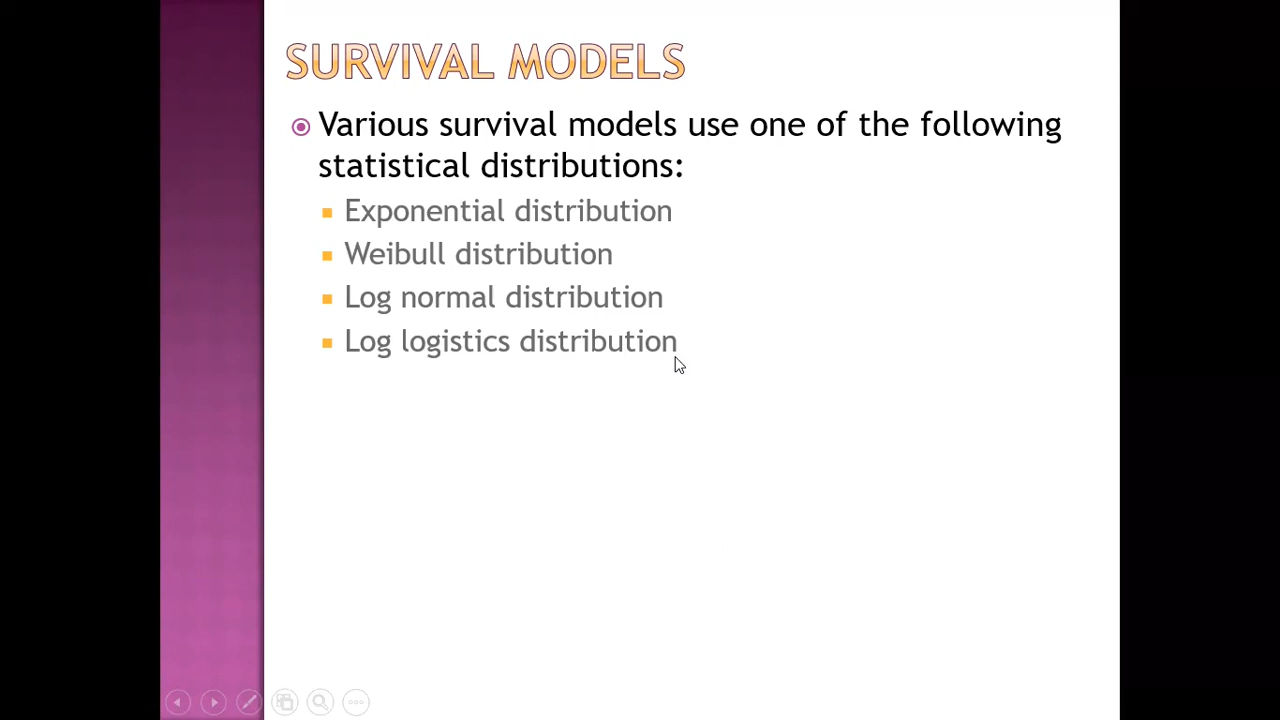 SURVIVAL MODELS
Various survival models use one of the following
statistical distributions:
Exponential distribution
Weibull distribution
Log normal distribution
Log logistics distribution